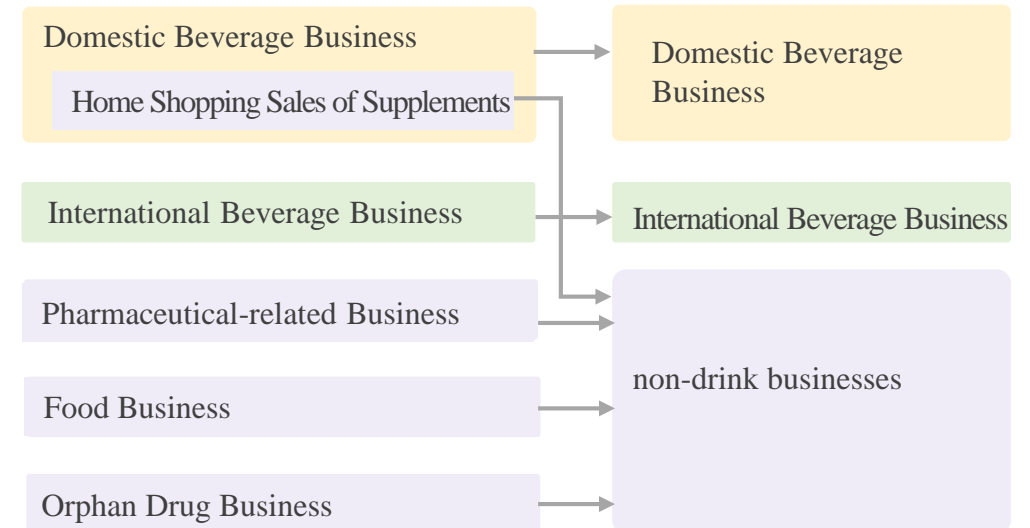 Domestic Beverage Business
Home Shopping Sales of Supplements
International Beverage Business
Pharmaceutical-related Business
Food Business
Orphan Drug Business
Domestic Beverage
Business
International Beverage Business
non-drink businesses